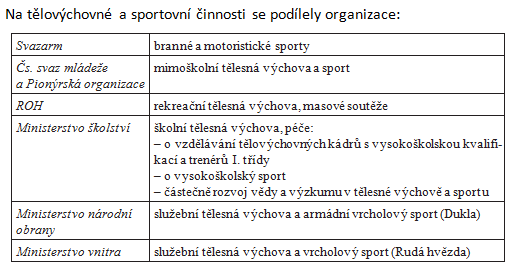 Na tělovýchovné a sportovní činnosti se podílely organizace:
Svazarm
branné a motoristické sporty
Čs. svaz mládeže
a Pionýrská organizace
mimoškolní tělesná výchova a sport
ROH
rekreační tělesná výchova, masové soutěže
Ministerstvo školství
školní tělesná výchova, péče:
– o vzdělávání tělovýchovných kádrů s vysokoškolskou kvalifi-
kací a trenérů I. třídy
– o vysokoškolský sport
– částečně rozvoj vědy a výzkumu v tělesné výchově a sportu
Ministerstvo národní
obrany
služební tělesná výchova a armádní vrcholový sport (Dukla)
Ministerstvo vnitra
služební tělesná výchova a vrcholový sport (Rudá hvězda)